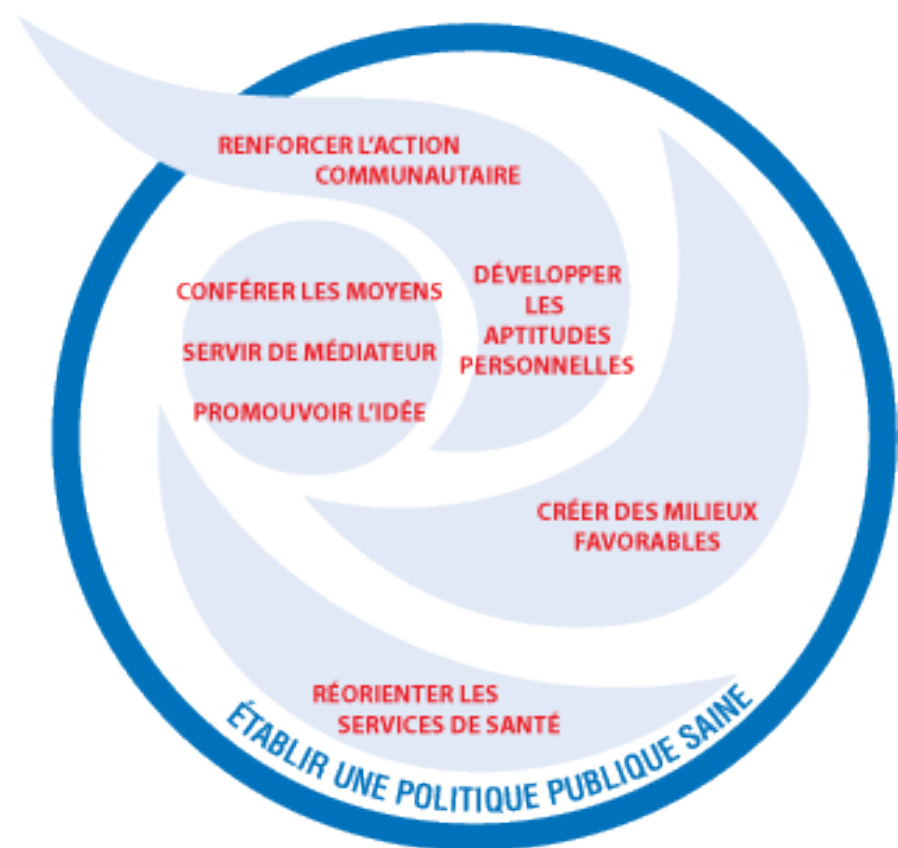 RENFORCER L'ACTION
COMMUNAUTAIRE
CONFÉRER LES MOYENS
SERVIR DE MÉDIATEUR
PROMOUVOIR L'IDÉE
DÉVELOPPER
LES
APTITUDES
PERSONNELLES
CRÉER DES MILIEUX
FAVORABLES
RÉORIENTER LES
SERVICES DE SANTÉ
ÉTABLIR UNE POLITIQUE PUBLIQUE SAINE